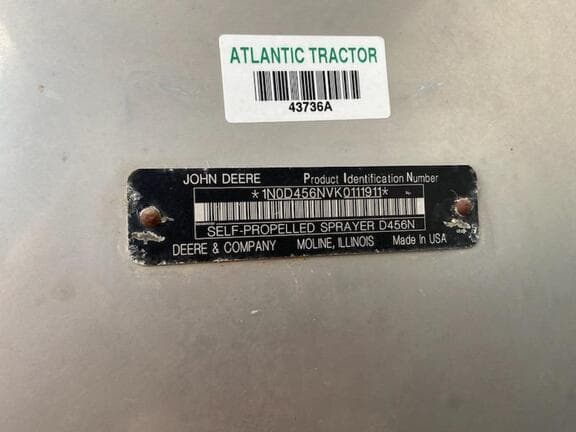 ATLANTIC TRACTOR
43736A
JOHN DEERE Product Identification Number
*1N0D456NVK0111911*
SELF-PROPELLED SPRAYER D456N
DEERE & COMPANY MOLINE, ILLINOIS Made In USA